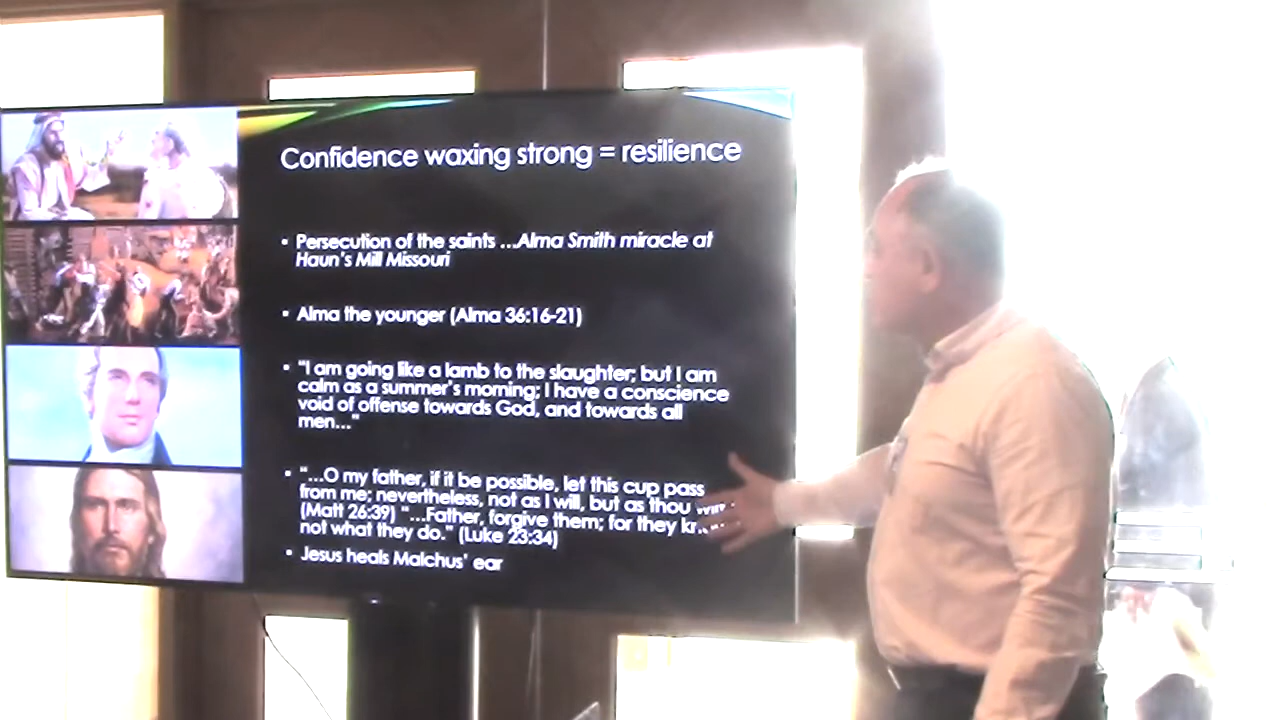 Confidence waxing strong = resilience
▪ Persecution of the saints ...Alma Smith miracle at
Haun's Mill Missouri
▪ Alma the younger (Alma 36:16-21)
▪ "I am going like a lamb to the slaughter; but I am
calm as a summer's morning; I have a conscience
void of offense towards God, and towards all
men..."
▪ "...O my father, if it be possible, let this cup pass
from me; nevertheless, not as I will, but as thou
(Matt 26:39) "...Father, forgive them; for they
not what they do." (Luke 23:34)
▪ Jesus heals Malchus' ear